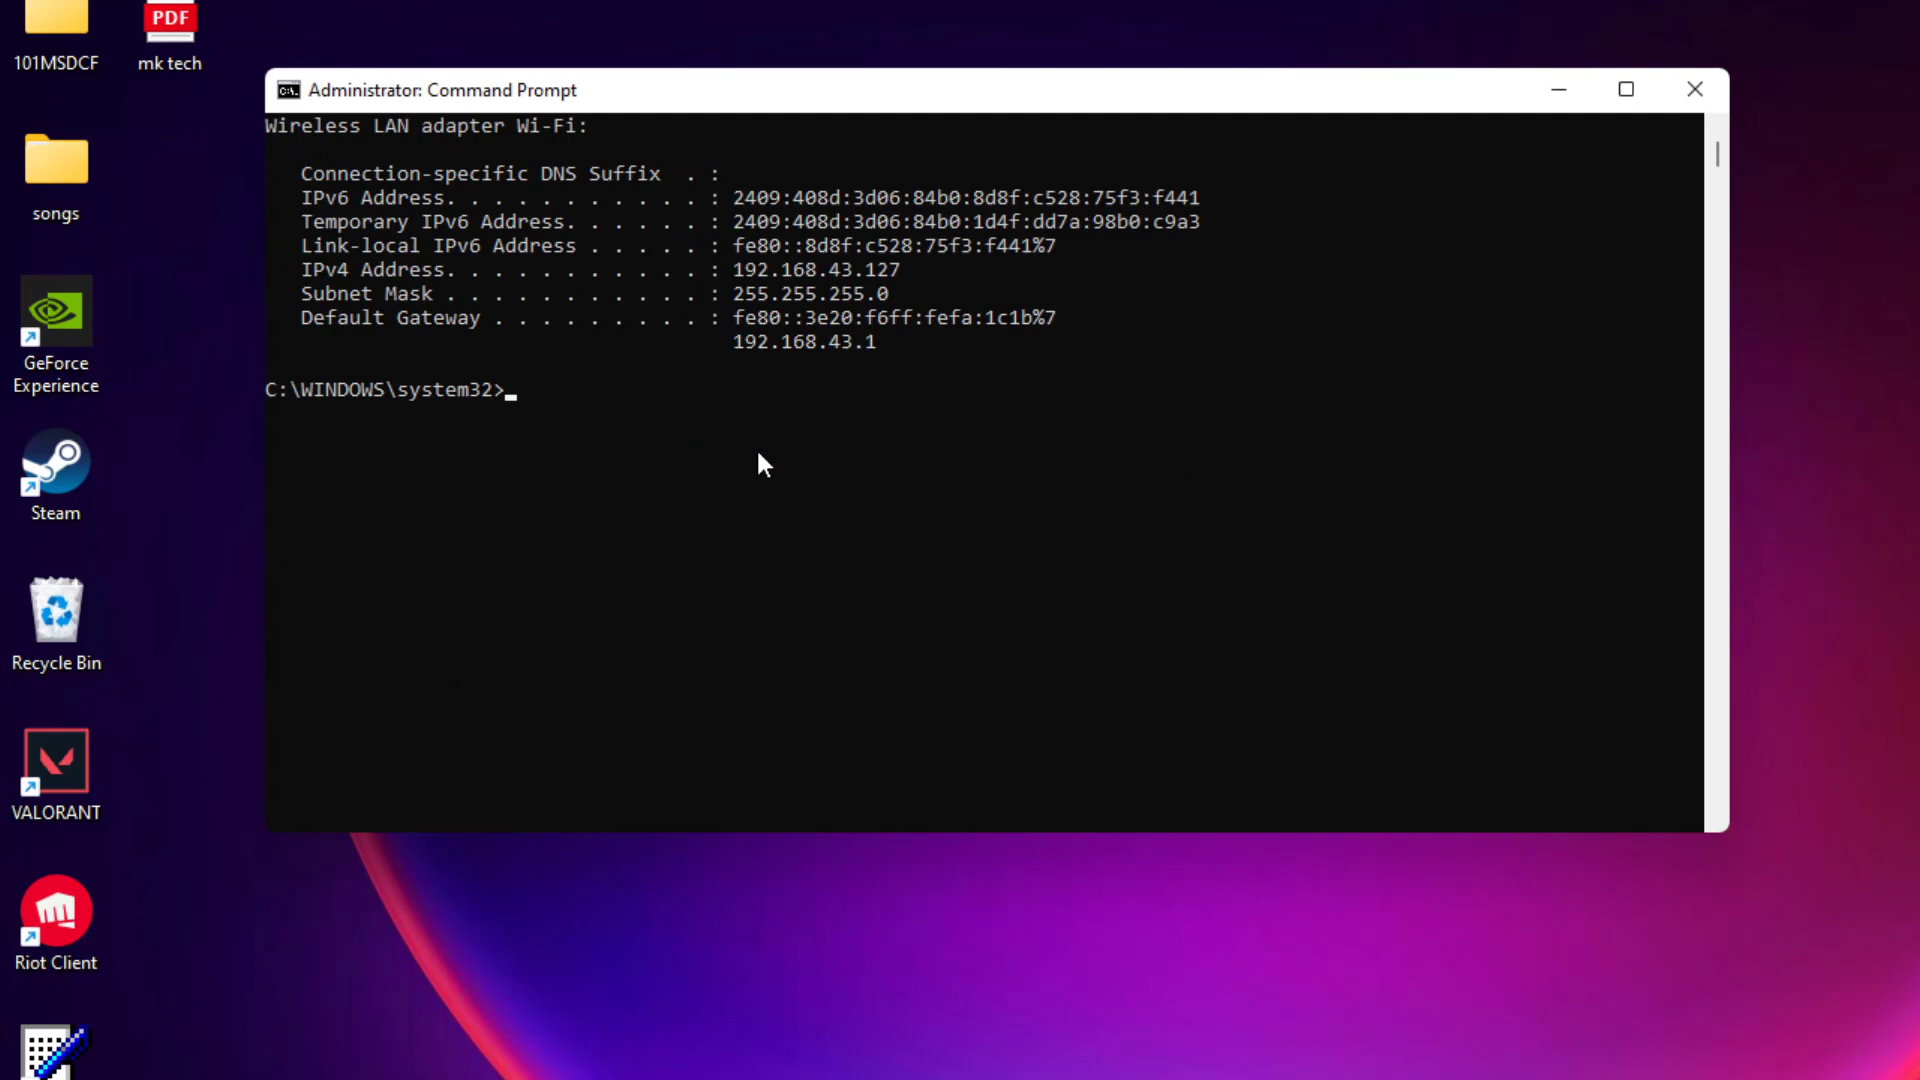 PDF
101MSDCF
mk tech
songs
GeForce
Experience
Steam
Recycle Bin
VALORANT
Riot Client
C:\.
Administrator: Command Prompt
Wireless LAN adapter Wi-Fi:
Connection-specific DNS Suffix  . :
IPv6 Address. . . . . . . . . . . : 2409:408d:3d06:84b0:8d8f:c528:75f3:f441
Temporary IPv6 Address. . . . . . : 2409:408d:3d06:84b0:1d4f:dd7a:98b0:c9a3
Link-local IPv6 Address . . . . . : fe80::8d8f:c528:75f3:f441%7
IPv4 Address. . . . . . . . . . . : 192.168.43.127
Subnet Mask . . . . . . . . . . . : 255.255.255.0
Default Gateway . . . . . . . . . : fe80::3e20:f6ff:fefa:1c1b%7
192.168.43.1
C:\WINDOWS\system32>